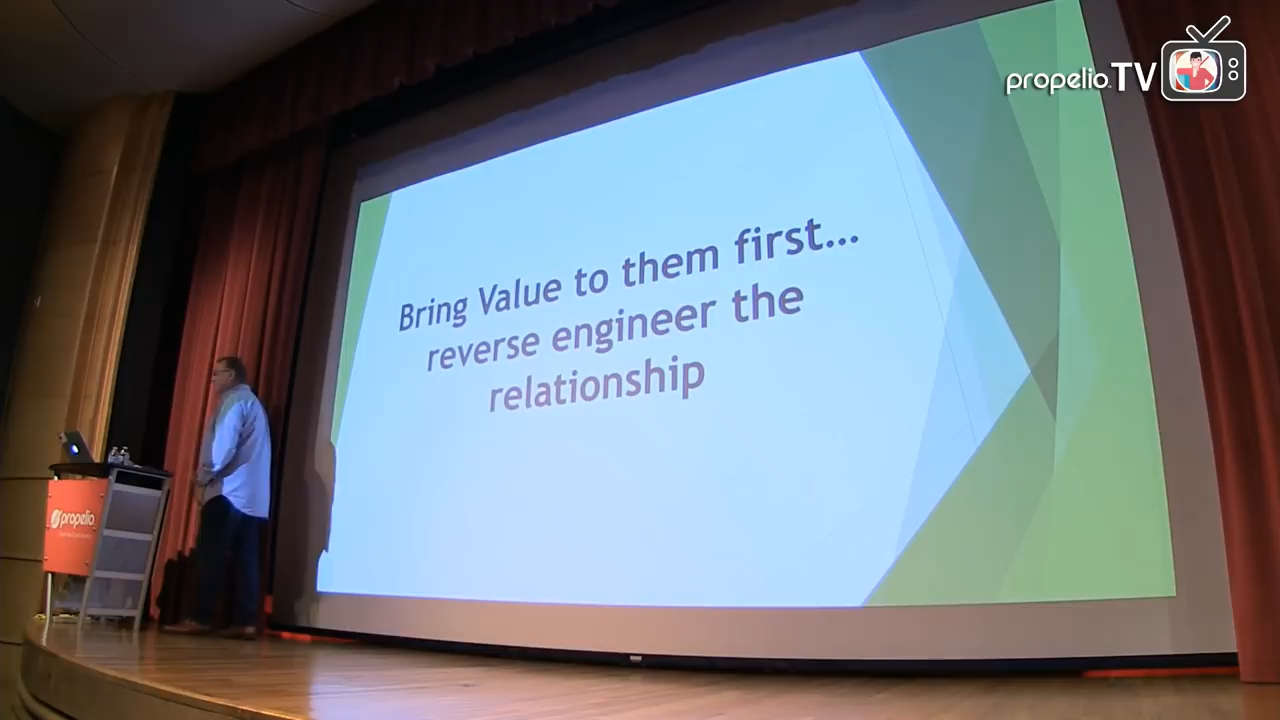 propelio TV
Bring Value to them first...
reverse engineer the
relationship
propelio